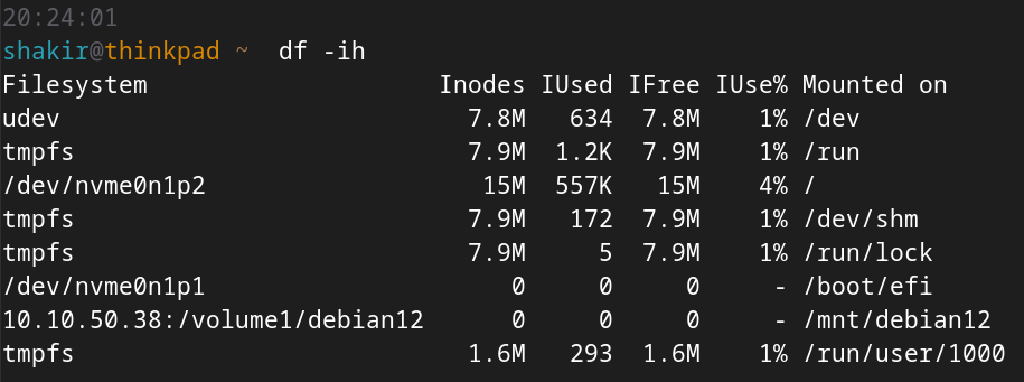 20:24:01
shakir@thinkpad ~  df -ih
Filesystem                    Inodes IUsed IFree IUse% Mounted on
udev                            7.8M   634  7.8M    1% /dev
tmpfs                           7.9M  1.2K  7.9M    1% /run
/dev/nvme0n1p2                   15M  557K   15M    4% /
tmpfs                           7.9M   172  7.9M    1% /dev/shm
tmpfs                           7.9M     5  7.9M    1% /run/lock
/dev/nvme0n1p1                     0     0     0     - /boot/efi
10.10.50.38:/volume1/debian12      0     0     0     - /mnt/debian12
tmpfs                           1.6M   293  1.6M    1% /run/user/1000